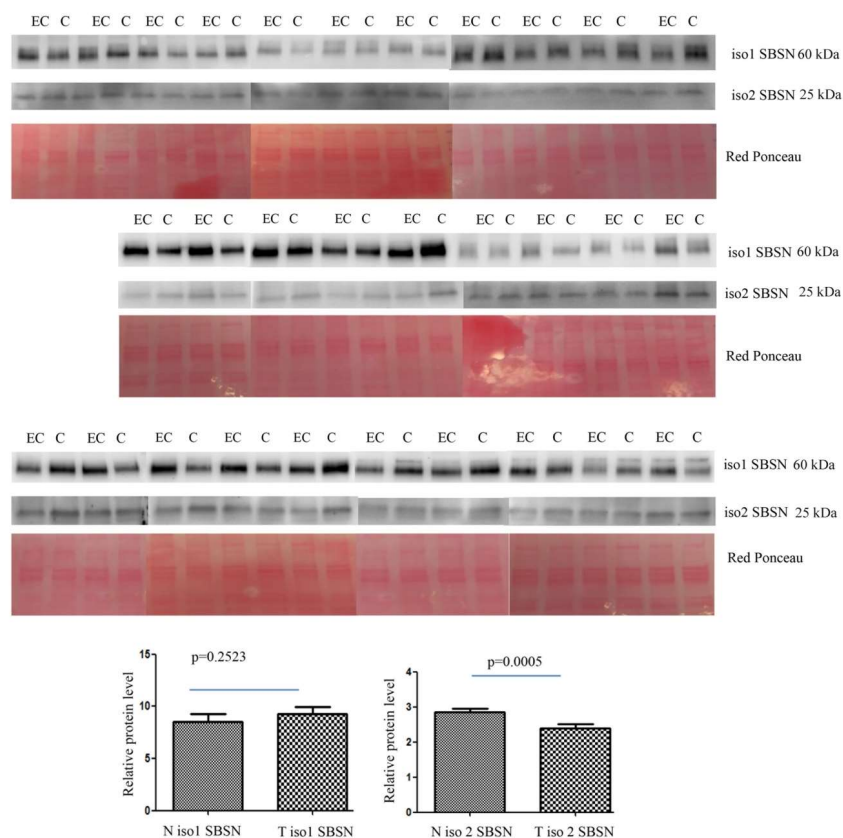 EC C EC C EC C EC C EC C EC C EC C EC C EC C EC C EC C
iso1 SBSN 60 kDa
iso2 SBSN 25 kDa
Red Ponceau
EC C EC C EC C EC C EC C EC C EC C EC C EC C
iso1 SBSN 60 kDa
iso2 SBSN 25 kDa
Red Ponceau
EC C EC C EC C EC C EC C EC C EC C EC C EC C EC C
iso1 SBSN 60 kDa
iso2 SBSN 25 kDa
Red Ponceau
p=0.2523
Relative protein level
15
10
5
0
N iso1 SBSN T iso1 SBSN
p=0.0005
Relative protein level
4
3
2
1
0
N iso 2 SBSN T iso 2 SBSN